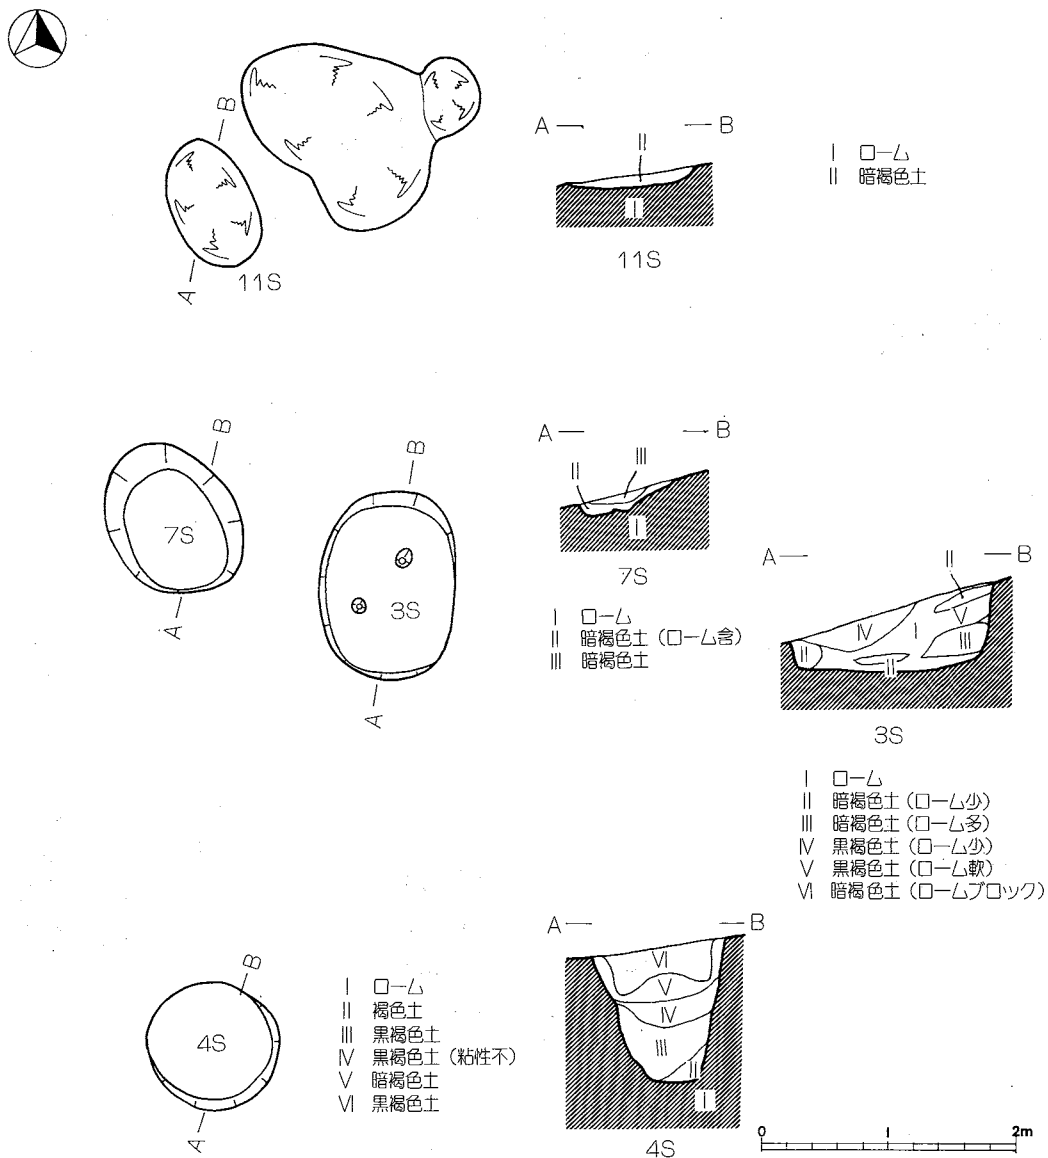 B
A
11S
A B
II
I
11S
I ローム
II 暗褐色土
B
7S
A
B
3S
A
A B
II III
I
7S
I ローム
II 暗褐色土(ローム含)
III 暗褐色土
A B
II
IV I V
III
II
II
3S
I ローム
II 暗褐色土(ローム少)
III 暗褐色土(ローム多)
IV 黒褐色土(ローム少)
V 黒褐色土(ローム軟)
VI 暗褐色土(ロームブロック)
B
4S
A
I ローム
II 褐色土
III 黒褐色土
IV 黒褐色土(粘性不)
V 暗褐色土
VI 黒褐色土
A B
VI
V
IV
III
II
I
4S
0 1 2m